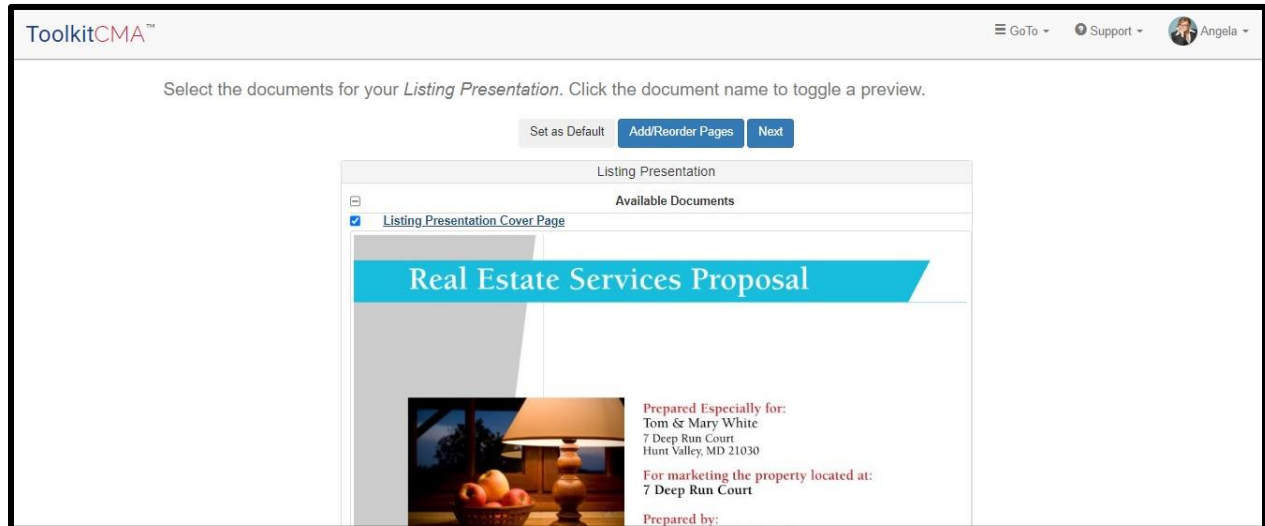 ToolkitCMA™
GoTo
Support
Angela
Select the documents for your Listing Presentation. Click the document name to toggle a preview.
Set as Default
Add/Reorder Pages
Next
Listing Presentation
Available Documents
Listing Presentation Cover Page
Real Estate Services Proposal
Prepared Especially for:
Tom & Mary White
7 Deep Run Court
Hunt Valley, MD 21030
For marketing the property located at:
7 Deep Run Court
Prepared by: